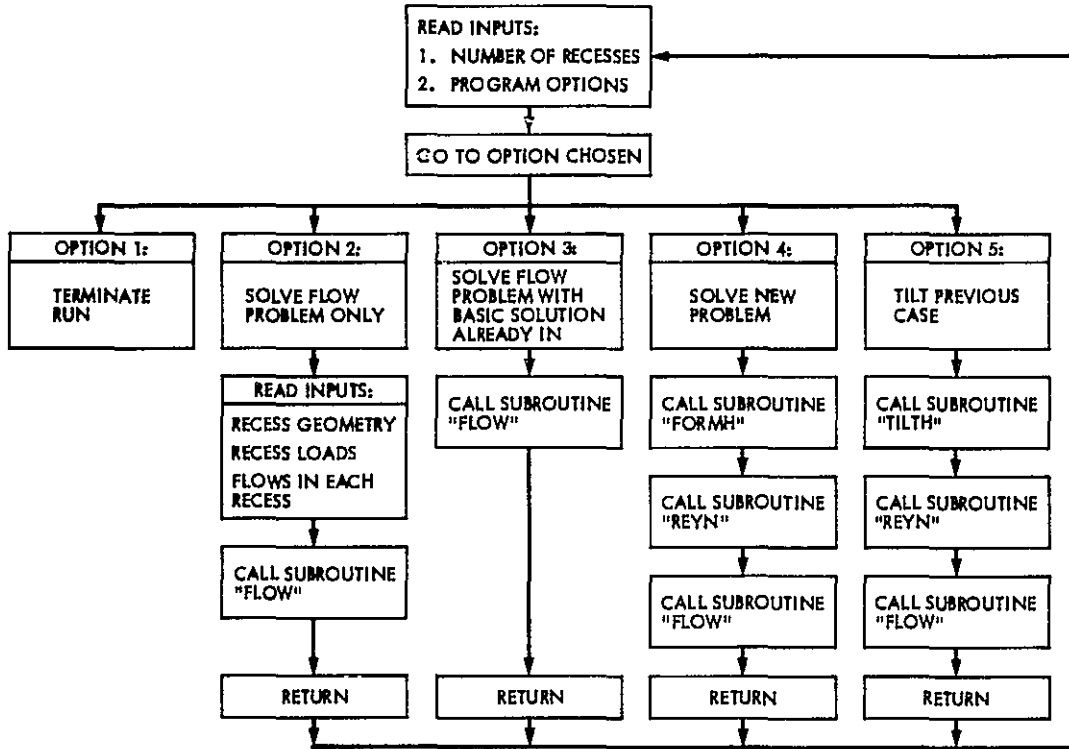 READ INPUTS:
1. NUMBER OF RECESSES
2. PROGRAM OPTIONS
GO TO OPTION CHOSEN
OPTION 1:
TERMINATE
RUN
OPTION 2:
SOLVE FLOW
PROBLEM ONLY
READ INPUTS:
RECESS GEOMETRY
RECESS LOADS
FLOWS IN EACH
RECESS
CALL SUBROUTINE
"FLOW"
RETURN
OPTION 3:
SOLVE FLOW
PROBLEM WITH
BASIC SOLUTION
ALREADY IN
CALL SUBROUTINE
"FLOW"
RETURN
OPTION 4:
SOLVE NEW
PROBLEM
CALL SUBROUTINE
"FORMH"
CALL SUBROUTINE
"REYN"
CALL SUBROUTINE
"FLOW"
RETURN
OPTION 5:
TILT PREVIOUS
CASE
CALL SUBROUTINE
"TILTH"
CALL SUBROUTINE
"REYN"
CALL SUBROUTINE
"FLOW"
RETURN